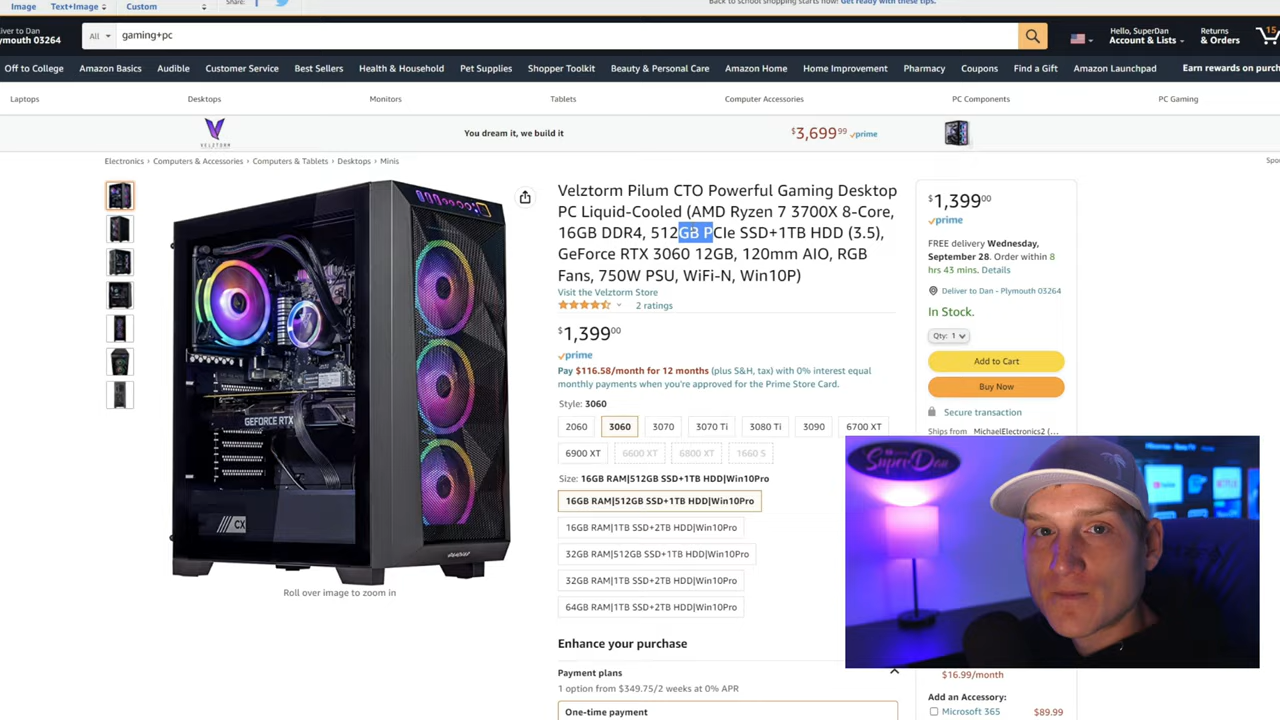 Image
Text+Image
Custom
Share:
Back to school shopping starts now! Get ready with these tips.
iver to Dan
lymouth 03264
All
gaming+pc
Hello, SuperDan
Account & Lists
Returns
& Orders
15
Off to College
Amazon Basics
Audible
Customer Service
Best Sellers
Health & Household
Pet Supplies
Shopper Toolkit
Beauty & Personal Care
Amazon Home
Home Improvement
Pharmacy
Coupons
Find a Gift
Amazon Launchpad
Earn rewards on purch
Laptops
Desktops
Monitors
Tablets
Computer Accessories
PC Components
PC Gaming
VELZTORM
You dream it, we build it
$3,699.99 prime
Electronics › Computers & Accessories › Computers & Tablets › Desktops › Minis
Spo
Velztorm Pilum CTO Powerful Gaming Desktop
PC Liquid-Cooled (AMD Ryzen 7 3700X 8-Core,
16GB DDR4, 512GB PCIe SSD+1TB HDD (3.5),
GeForce RTX 3060 12GB, 120mm AIO, RGB
Fans, 750W PSU, WiFi-N, Win10P)
Visit the Velztorm Store
2 ratings
$1,399.00
prime
Pay $116.58/month for 12 months (plus S&H, tax) with 0% interest equal
monthly payments when you're approved for the Prime Store Card.
Style: 3060
2060
3060
3070
3070 Ti
3080 Ti
3090
6700 XT
6900 XT
6600 XT
6800 XT
1660 S
Size: 16GB RAM|512GB SSD+1TB HDD|Win10Pro
16GB RAM|512GB SSD+1TB HDD|Win10Pro
16GB RAM|1TB SSD+2TB HDD|Win10Pro
32GB RAM|512GB SSD+1TB HDD|Win10Pro
32GB RAM|1TB SSD+2TB HDD|Win10Pro
64GB RAM|1TB SSD+2TB HDD|Win10Pro
Enhance your purchase
Payment plans
1 option from $349.75/2 weeks at 0% APR
One-time payment
GEFORCE RTX
CX
Roll over image to zoom in
$1,399.00
prime
FREE delivery Wednesday,
September 28. Order within 8
hrs 43 mins. Details
Deliver to Dan - Plymouth 03264
In Stock.
Qty: 1
Add to Cart
Buy Now
Secure transaction
Ships from
MichaelElectronics2 (...
SuperDan
$16.99/month
Add an Accessory:
Microsoft 365
$89.99